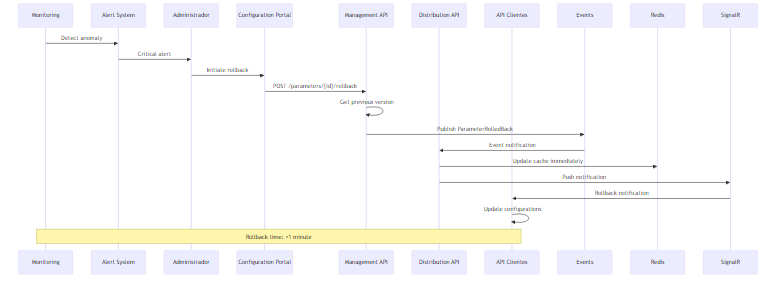 Monitoring
Alert System
Administrador
Configuration Portal
Management API
Distribution API
API Clientes
Events
Redis
SignalR
Detect anomaly
Critical alert
Initiate rollback
POST /parameters/{id}/rollback
Get previous version
Publish ParameterRolledBack
Event notification
Update cache immediately
Push notification
Rollback notification
Update configurations
Rollback time: <1 minute
Monitoring
Alert System
Administrador
Configuration Portal
Management API
Distribution API
API Clientes
Events
Redis
SignalR